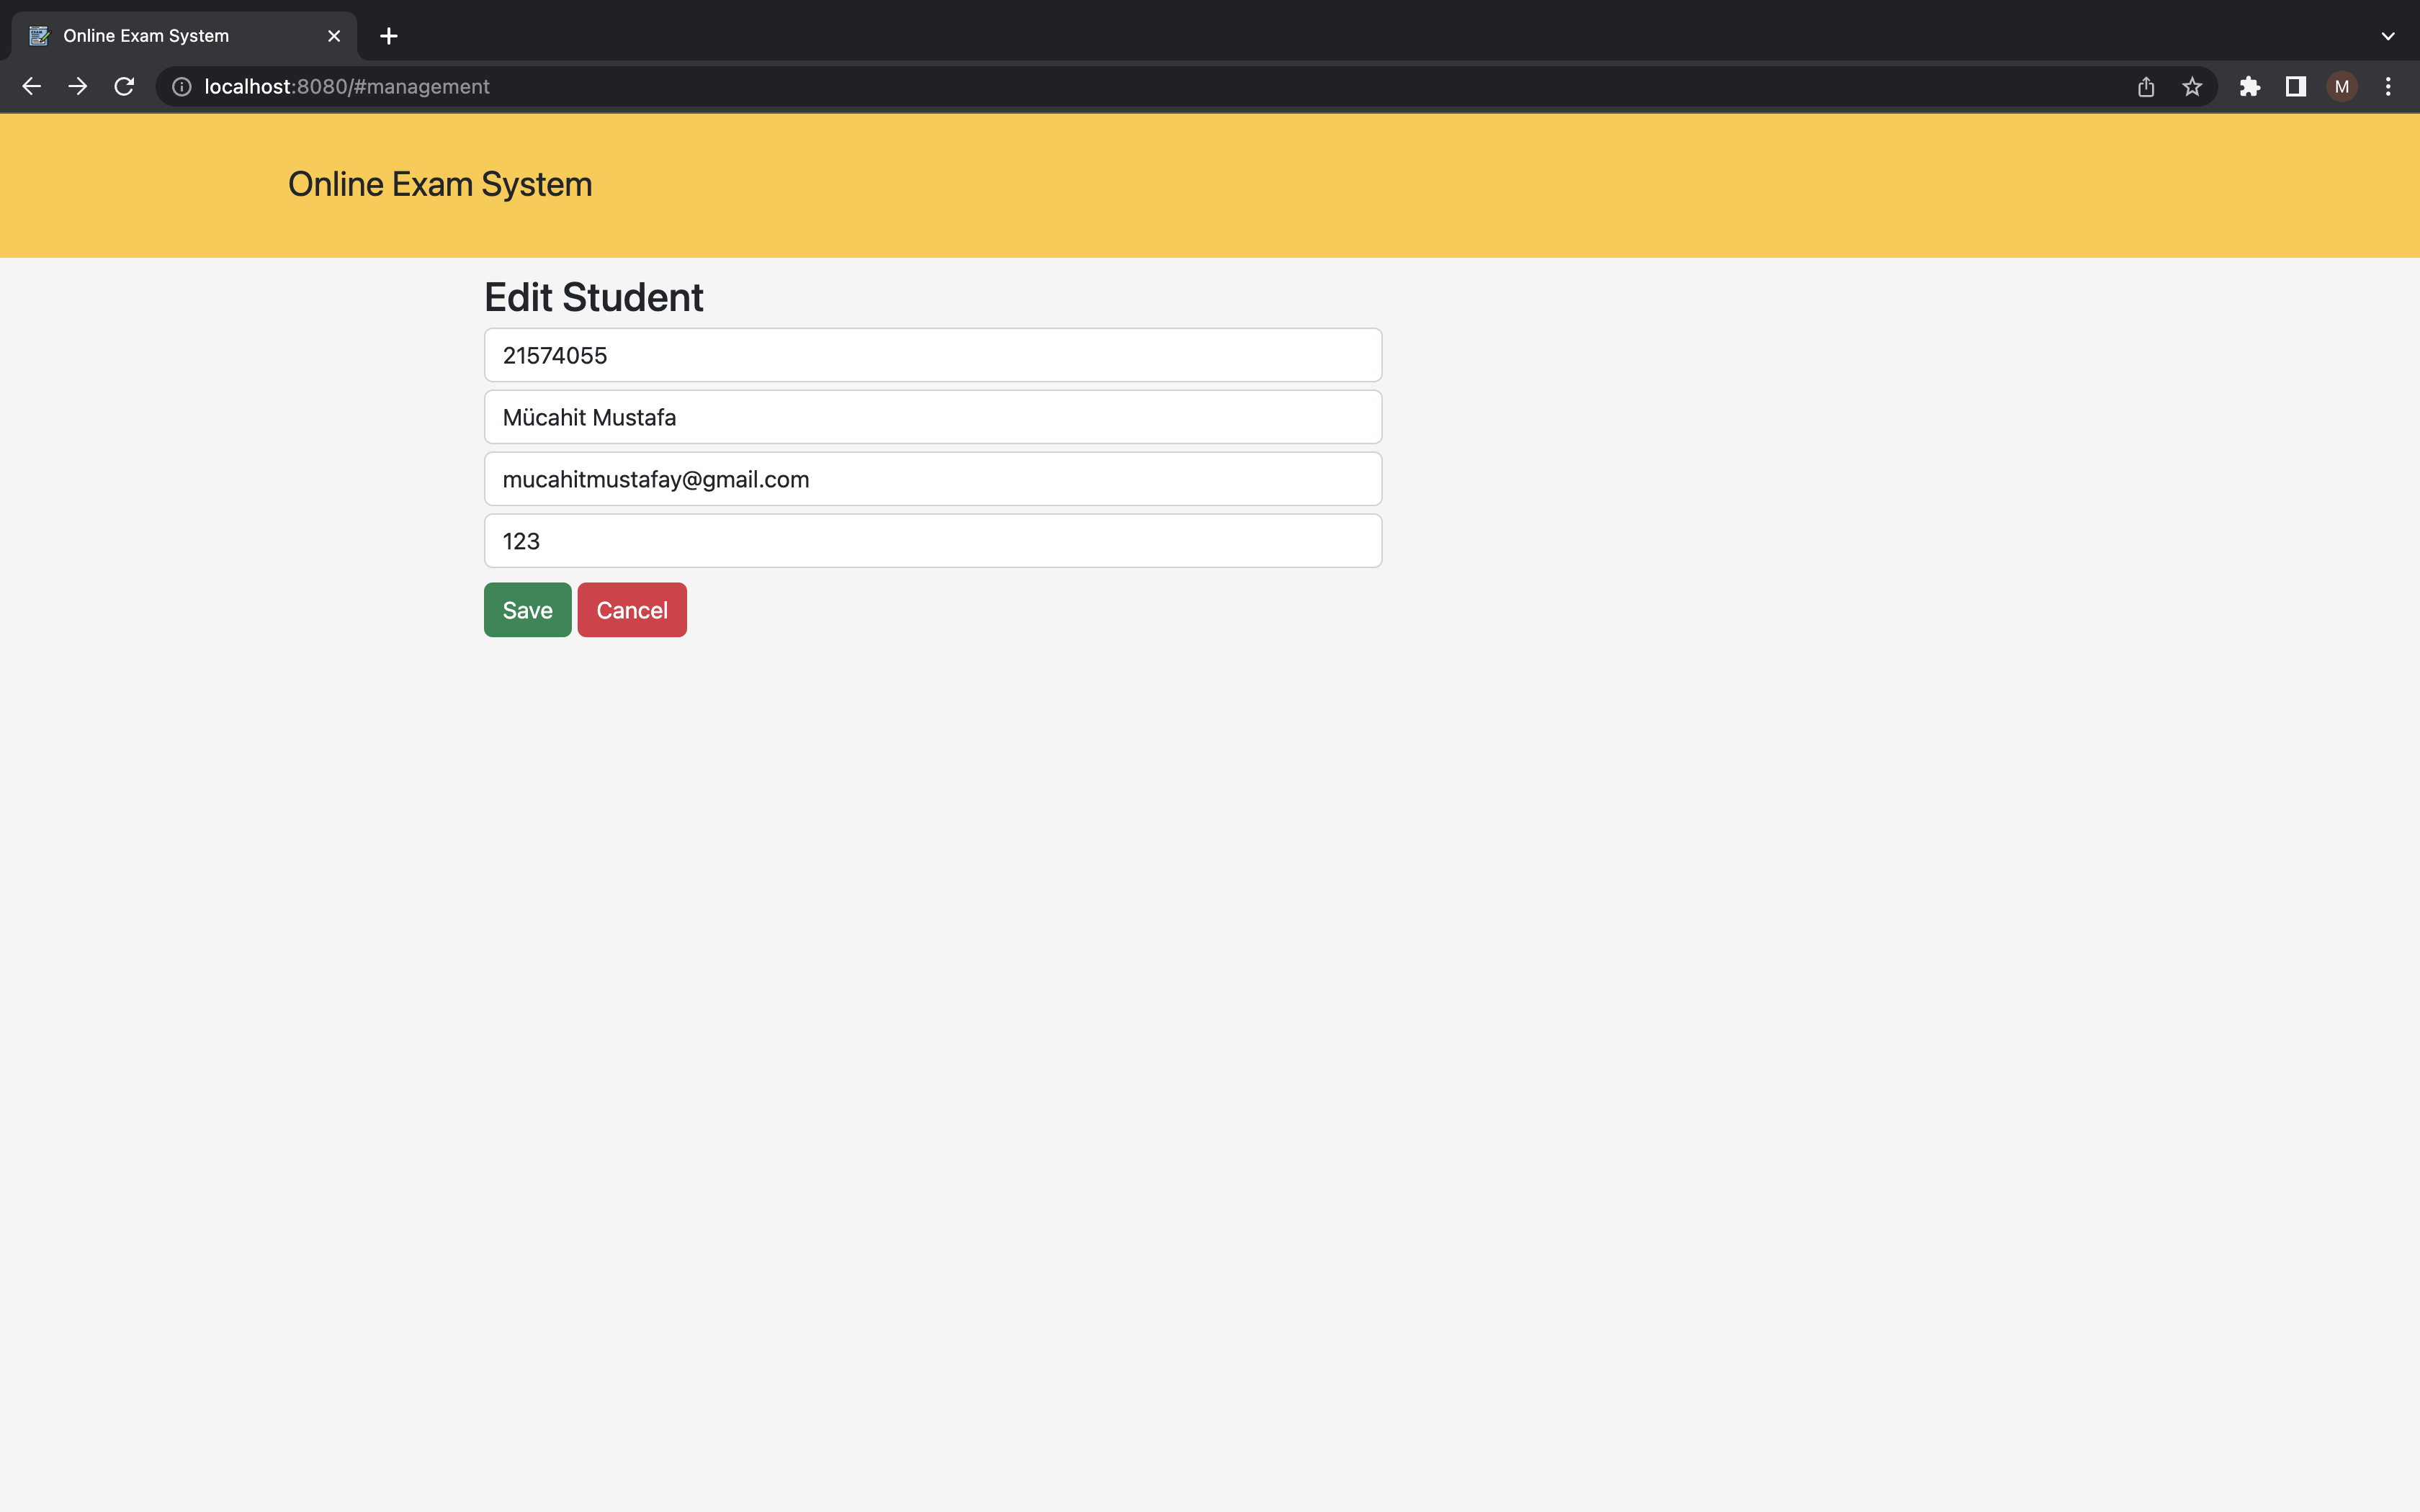 Online Exam System
localhost:8080/#management
M
Online Exam System
Edit Student
21574055
Mücahit Mustafa
mucahitmustafay@gmail.com
123
Save Cancel